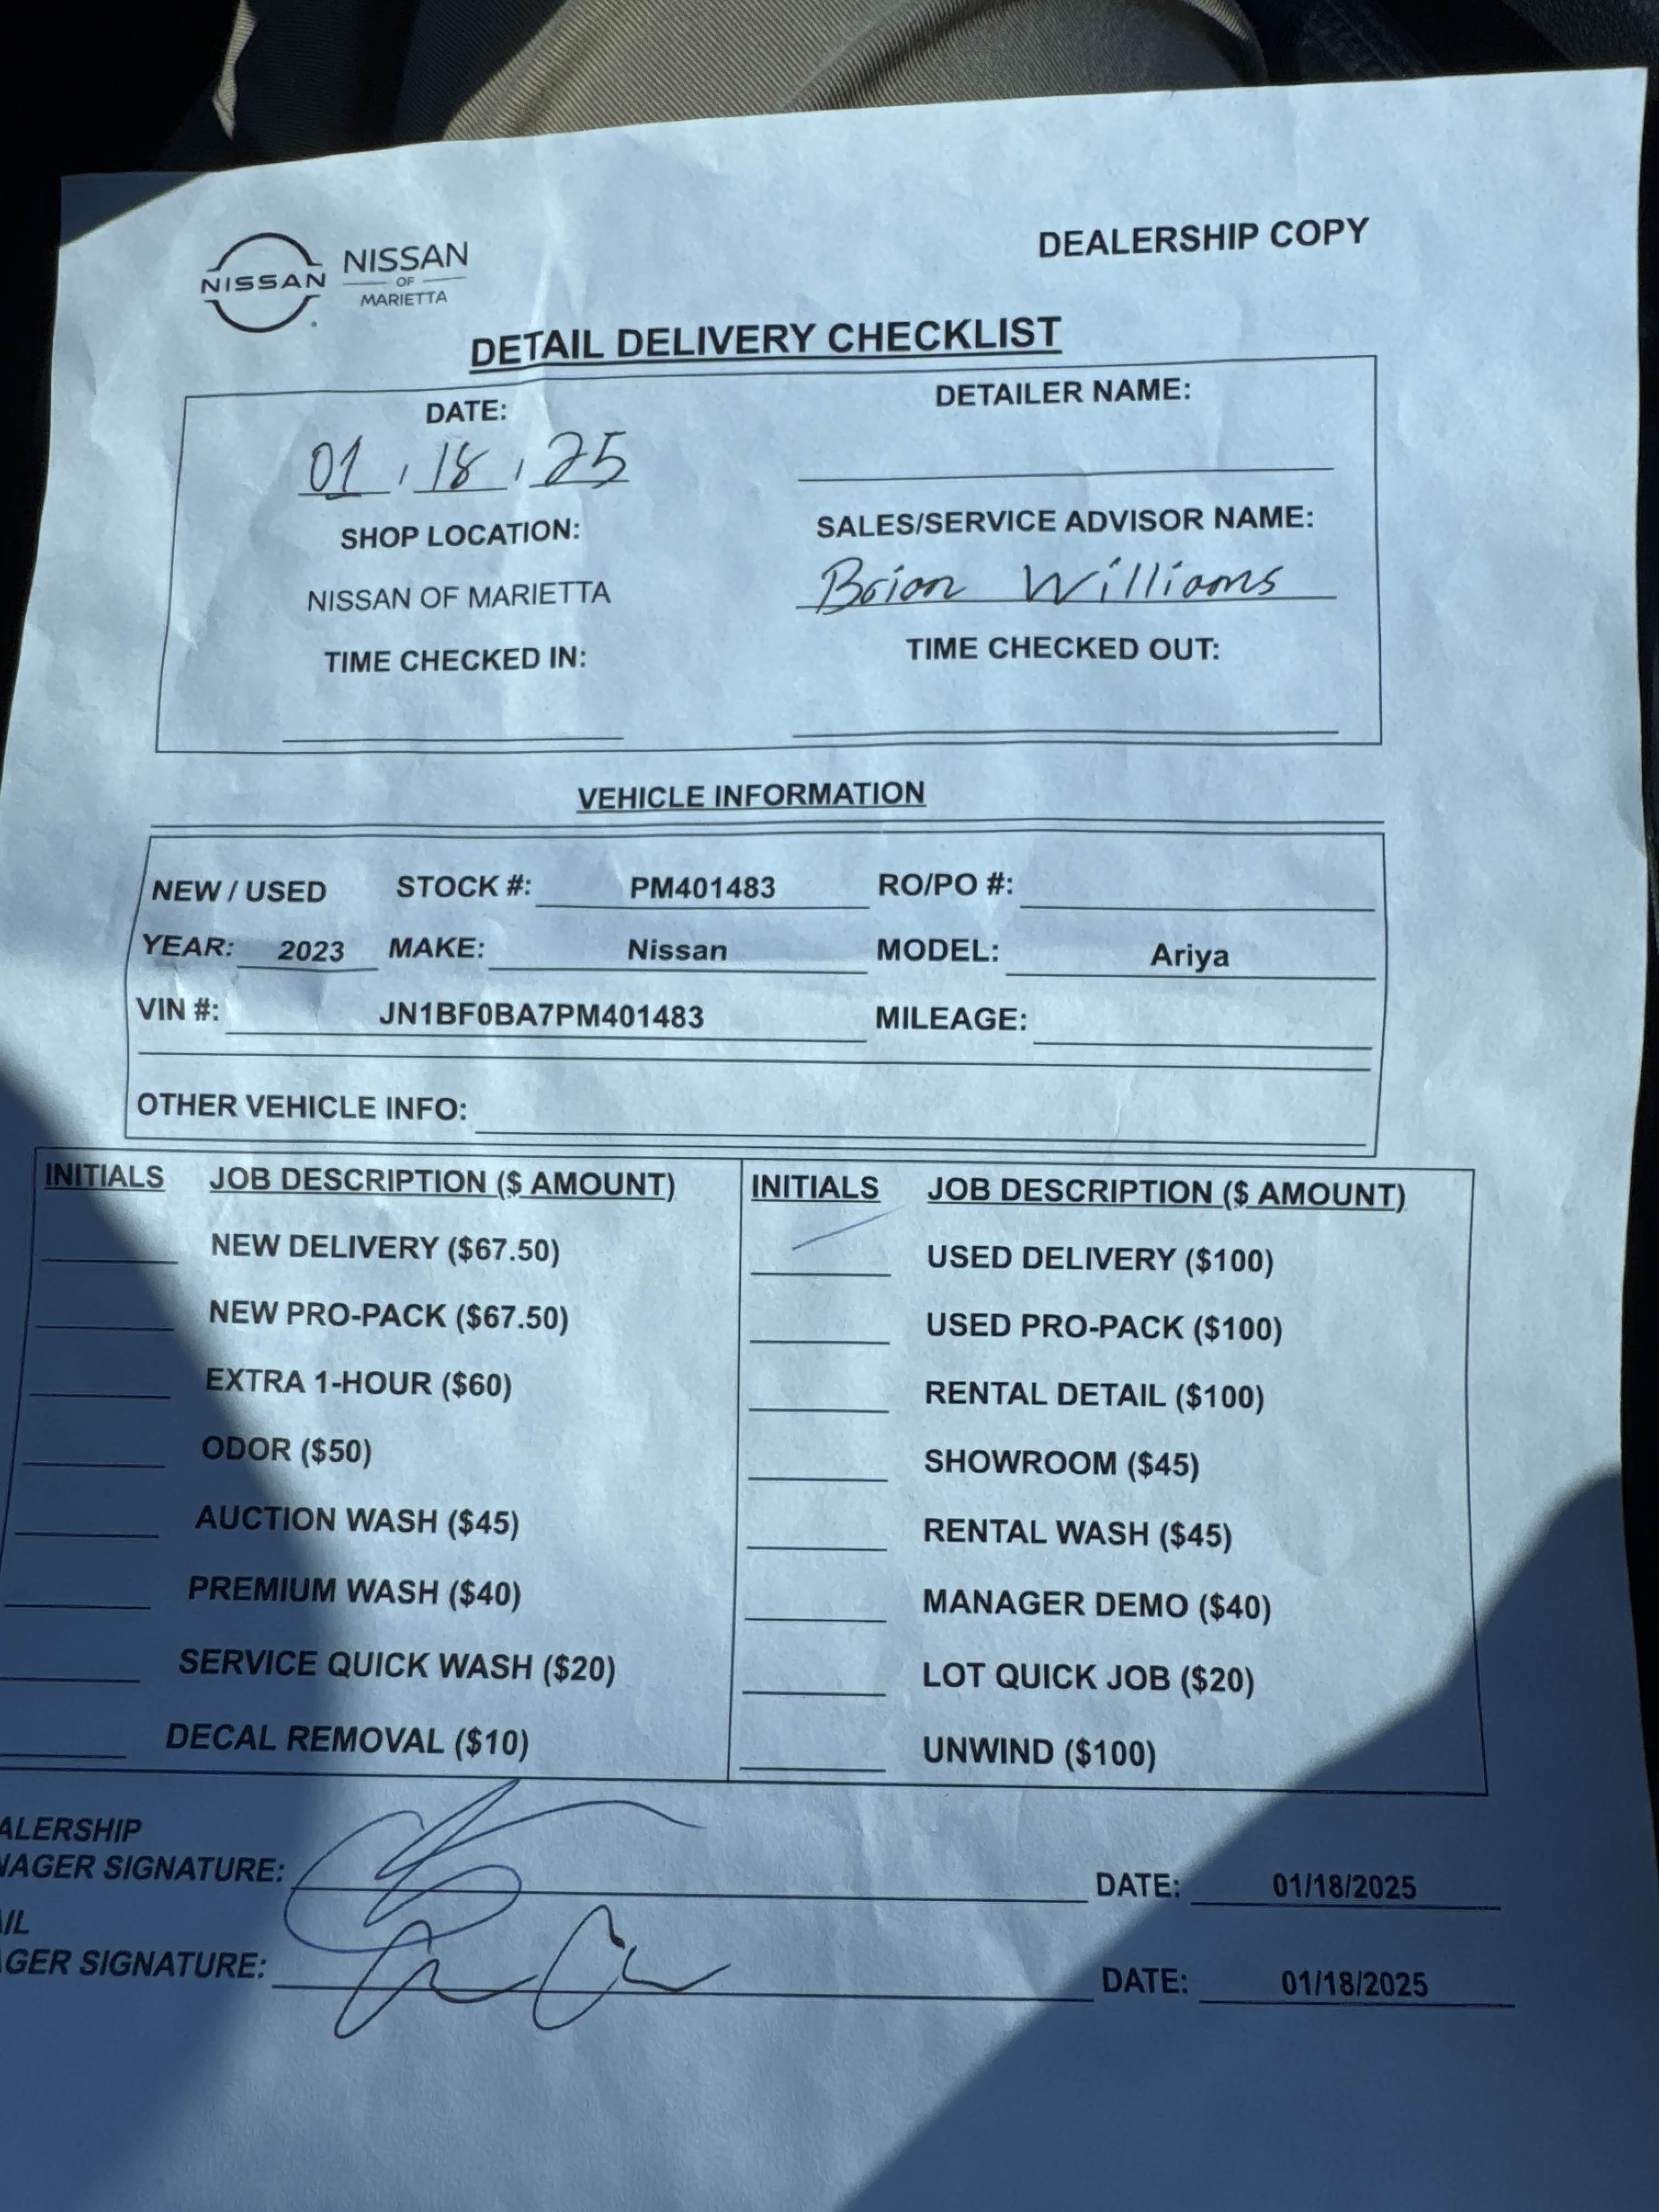 NISSAN
NISSAN
OF
MARIETTA
DEALERSHIP COPY
DETAIL DELIVERY CHECKLIST
DATE:
01 / 18 / 25
DETAILER NAME:
SHOP LOCATION:
NISSAN OF MARIETTA
SALES/SERVICE ADVISOR NAME:
Brian Williams
TIME CHECKED IN:
TIME CHECKED OUT:
VEHICLE INFORMATION
NEW / USED STOCK #: PM401483 RO/PO #:
YEAR: 2023 MAKE: Nissan MODEL: Ariya
VIN #: JN1BF0BA7PM401483 MILEAGE:
OTHER VEHICLE INFO:
INITIALS JOB DESCRIPTION ($ AMOUNT)
NEW DELIVERY ($67.50)
NEW PRO-PACK ($67.50)
EXTRA 1-HOUR ($60)
ODOR ($50)
AUCTION WASH ($45)
PREMIUM WASH ($40)
SERVICE QUICK WASH ($20)
DECAL REMOVAL ($10)
INITIALS JOB DESCRIPTION ($ AMOUNT)
USED DELIVERY ($100)
USED PRO-PACK ($100)
RENTAL DETAIL ($100)
SHOWROOM ($45)
RENTAL WASH ($45)
MANAGER DEMO ($40)
LOT QUICK JOB ($20)
UNWIND ($100)
ALERSHIP
NAGER SIGNATURE: DATE: 01/18/2025
AIL
AGER SIGNATURE: DATE: 01/18/2025